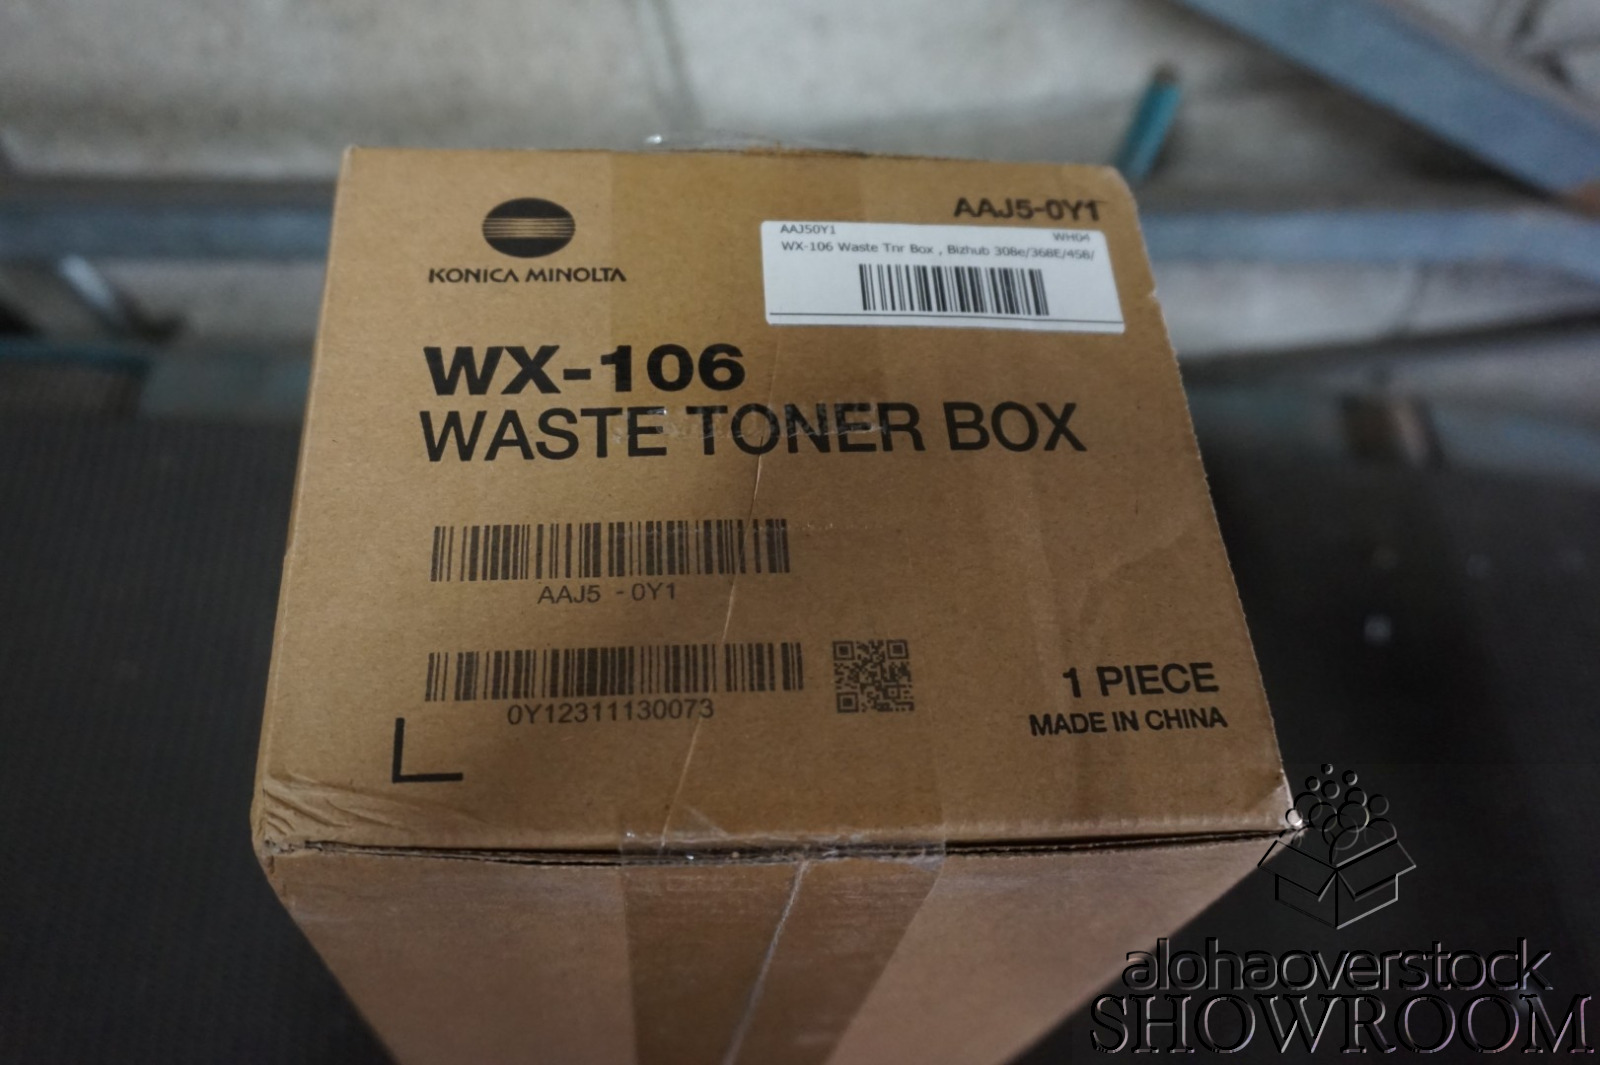 KONICA MINOLTA
AAJ5-0Y1
AAJ50Y1
WH04
WX-106 Waste Tnr Box , Bizhub 308e/368E/458/
WX-106
WASTE TONER BOX
AAJ5 -0Y1
0Y12311130073
L
1 PIECE
MADE IN CHINA
alohaoverstock
SHOWROOM